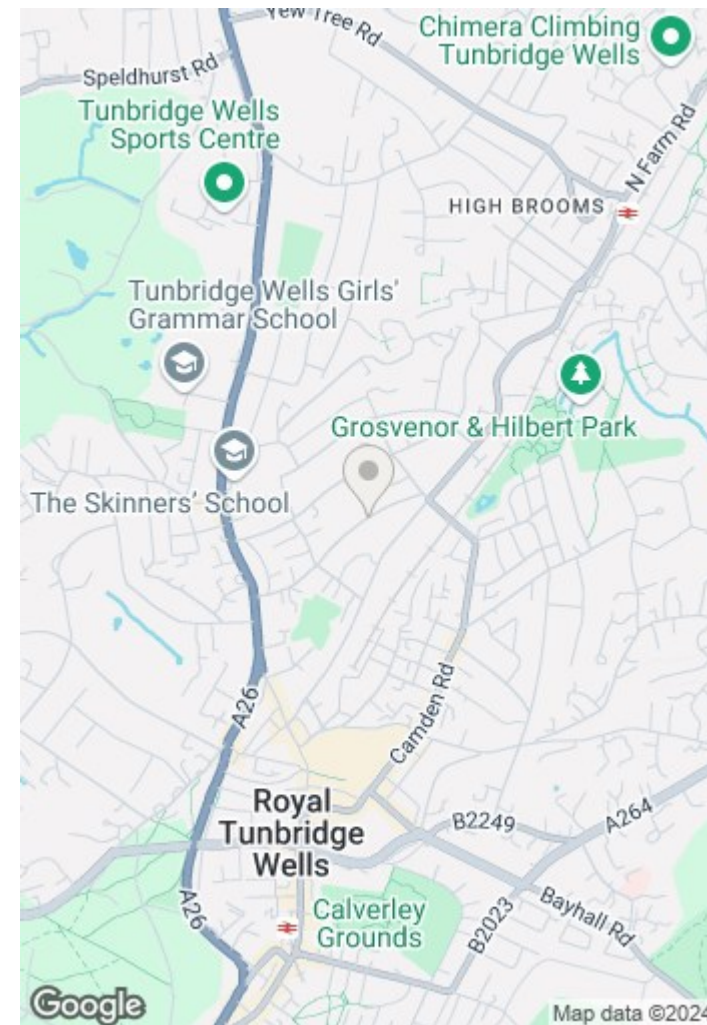 Yew Tree Rd
Chimera Climbing
Tunbridge Wells
Speldhurst Rd
Tunbridge Wells
Sports Centre
N Farm Rd
HIGH BROOMS
Tunbridge Wells Girls'
Grammar School
Grosvenor & Hilbert Park
The Skinners' School
A26
Camden Rd
Royal
Tunbridge
Wells
B2249
A264
A26
Calverley
Grounds
B2023
Bayhall Rd
Google
Map data ©2024